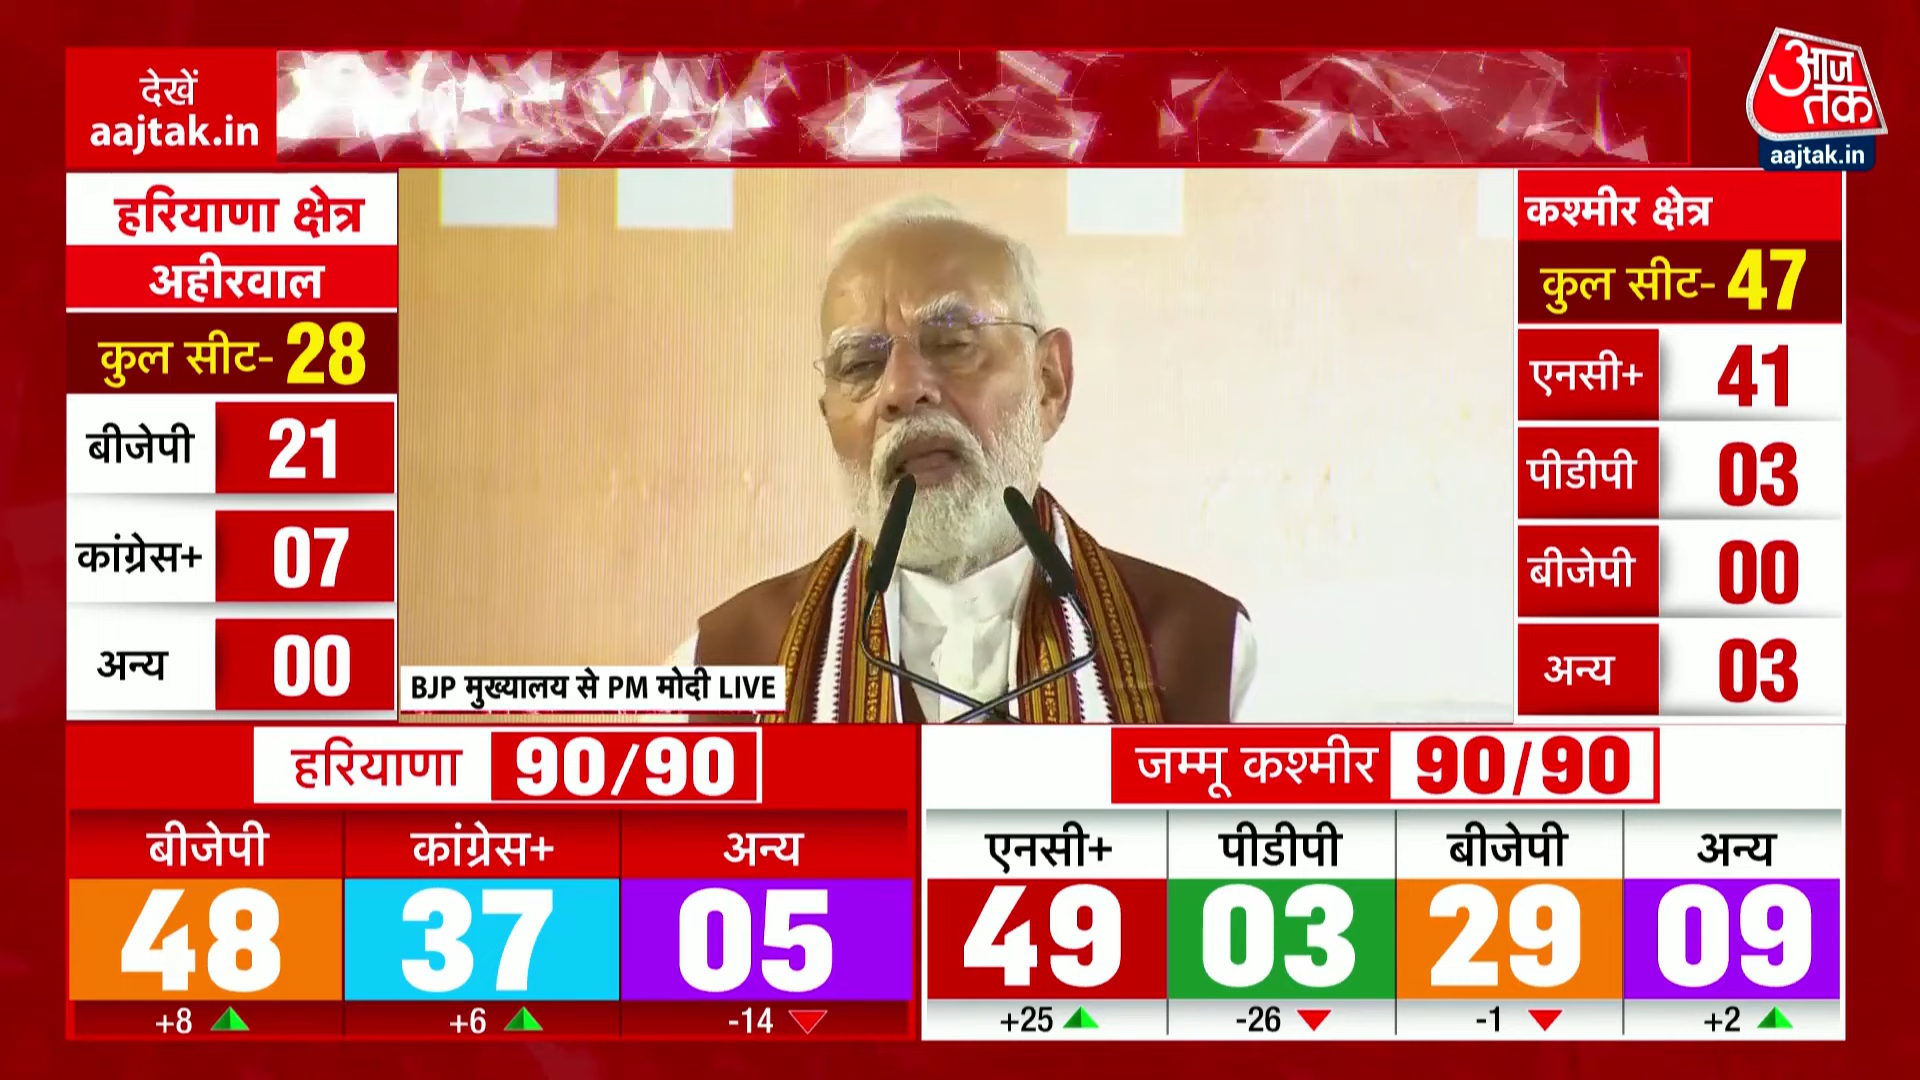 देखें
aajtak.in
आज
तक
aajtak.in
हरियाणा क्षेत्र
अहीरवाल
कुल सीट- 28
बीजेपी 21
कांग्रेस+ 07
अन्य 00
BJP मुख्यालय से PM मोदी LIVE
कश्मीर क्षेत्र
कुल सीट- 47
एनसी+ 41
पीडीपी 03
बीजेपी 00
अन्य 03
हरियाणा 90/90
बीजेपी कांग्रेस+ अन्य
48 37 05
+8 +6 -14
जम्मू कश्मीर 90/90
एनसी+ पीडीपी बीजेपी अन्य
49 03 29 09
+25 -26 -1 +2